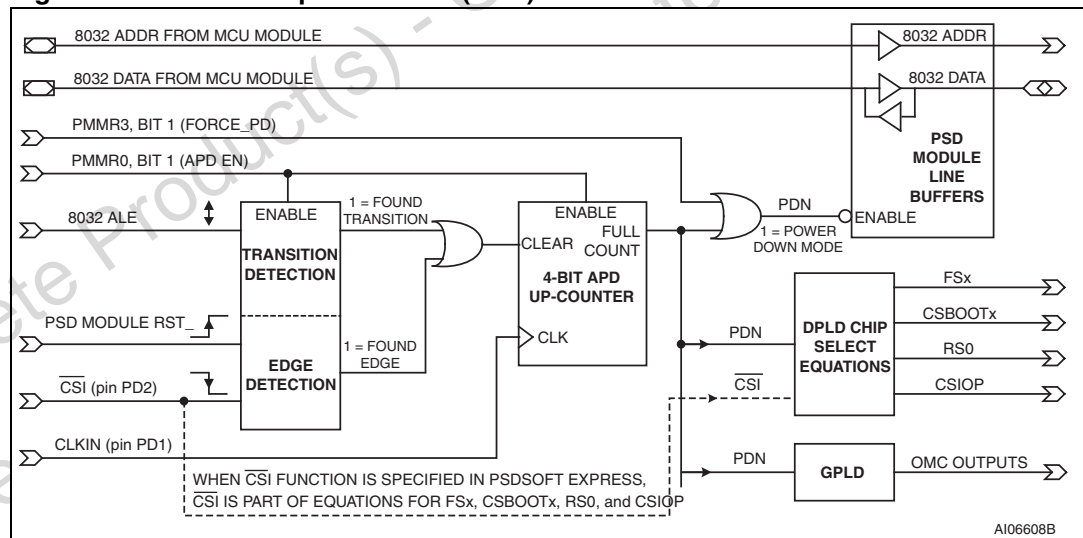 8032 ADDR FROM MCU MODULE
8032 ADDR
8032 DATA FROM MCU MODULE
8032 DATA
PSD
MODULE
LINE
BUFFERS
PMMR3, BIT 1 (FORCE_PD)
PMMR0, BIT 1 (APD EN)
8032 ALE
ENABLE
TRANSITION
DETECTION
1 = FOUND
TRANSITION
ENABLE
FULL
COUNT
CLEAR
4-BIT APD
UP-COUNTER
CLK
PDN
1 = POWER
DOWN MODE
ENABLE
PSD MODULE RST_
EDGE
DETECTION
1 = FOUND
EDGE
CSI (pin PD2)
CLKIN (pin PD1)
PDN
CSI
DPLD CHIP
SELECT
EQUATIONS
FSx
CSBOOTx
RS0
CSIOP
PDN
GPLD
OMC OUTPUTS
WHEN CSI FUNCTION IS SPECIFIED IN PSDSOFT EXPRESS,
CSI IS PART OF EQUATIONS FOR FSx, CSBOOTx, RS0, and CSIOP
AI06608B
Product(s) -